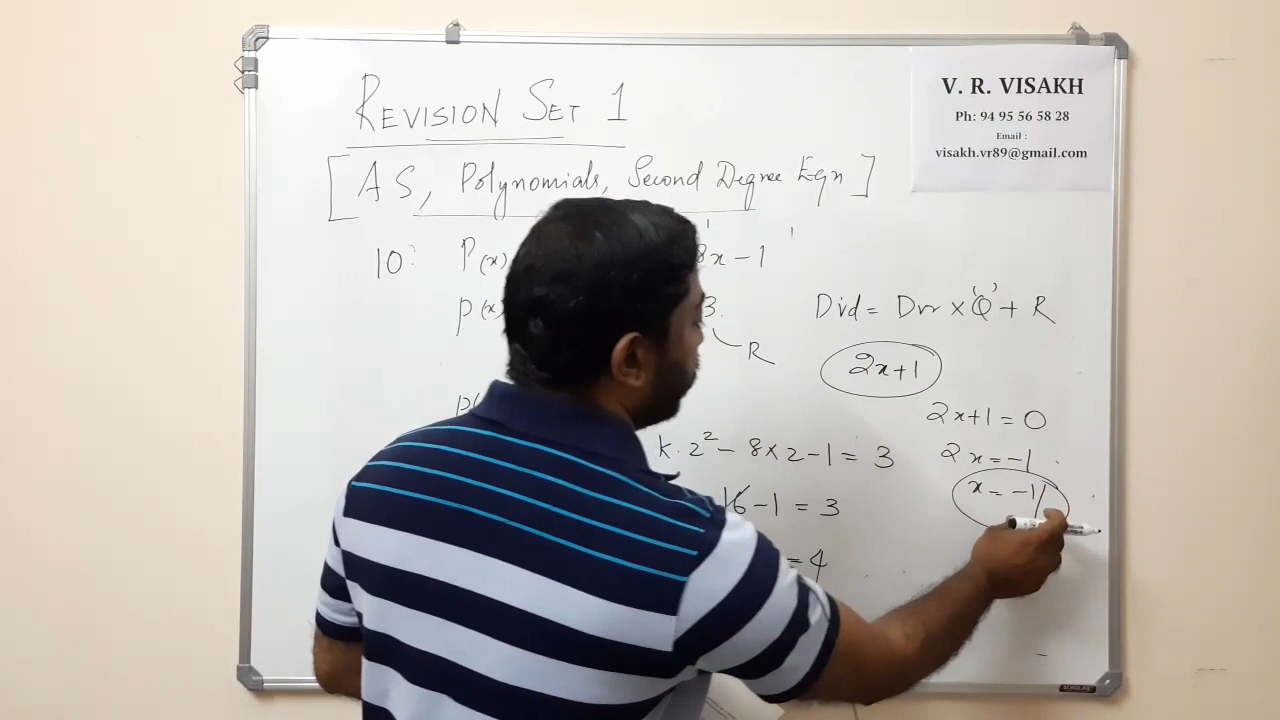 REVISION SET 1
[AS, Polynomials, Second Degree Eqn]
V. R. VISAKH
Ph: 94 95 56 58 28
Email :
visakh.vr89@gmail.com
10: P(x) 8x - 1
P(x) 3
R
Dvd = Dvr × 'Q' + R
2x+1
2x+1 = 0
2x = -1
x = -1/
k. 2² - 8×2 - 1 = 3
16 - 1 = 3
= 4
SCHOLAR